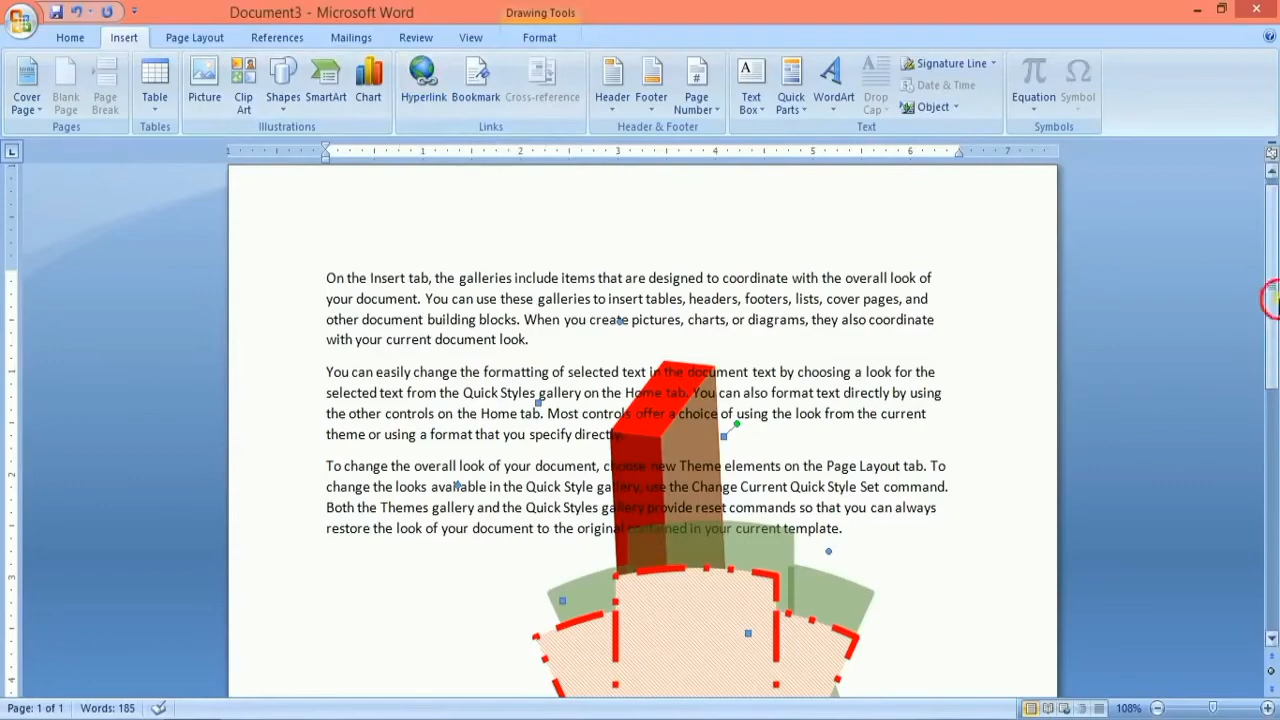 Document3 - Microsoft Word
Drawing Tools
Home Insert Page Layout References Mailings Review View Format
Cover Page
Blank Page
Page Break
Table
Picture
Clip Art
Shapes
SmartArt
Chart
Hyperlink
Bookmark
Cross-reference
Header
Footer
Page Number
Text Box
Quick Parts
WordArt
Drop Cap
Signature Line
Date & Time
Object
Equation
Symbol
Pages Tables Illustrations Links Header & Footer Text Symbols
1 1 2 3 4 5 6 7
1
2
3
4
On the Insert tab, the galleries include items that are designed to coordinate with the overall look of
your document. You can use these galleries to insert tables, headers, footers, lists, cover pages, and
other document building blocks. When you create pictures, charts, or diagrams, they also coordinate
with your current document look.
You can easily change the formatting of selected text in the document text by choosing a look for the
selected text from the Quick Styles gallery on the Home tab. You can also format text directly by using
the other controls on the Home tab. Most controls offer a choice of using the look from the current
theme or using a format that you specify directly.
To change the overall look of your document, choose new Theme elements on the Page Layout tab. To
change the looks available in the Quick Style gallery, use the Change Current Quick Style Set command.
Both the Themes gallery and the Quick Styles gallery provide reset commands so that you can always
restore the look of your document to the original contained in your current template.
Page: 1 of 1 Words: 185 108%